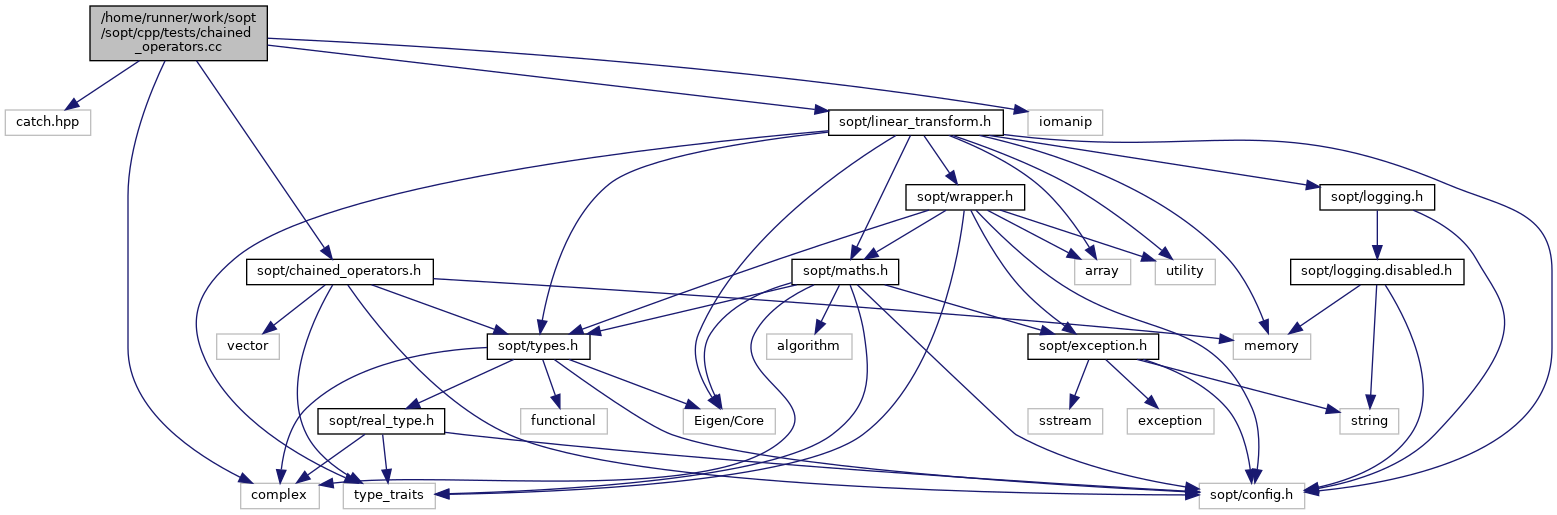 /home/runner/work/sopt
/sopt/cpp/tests/chained
_operators.cc
catch.hpp
sopt/linear_transform.h
iomanip
sopt/wrapper.h
sopt/logging.h
sopt/chained_operators.h
sopt/maths.h
array
utility
sopt/logging.disabled.h
vector
sopt/types.h
algorithm
sopt/exception.h
memory
sopt/real_type.h
functional
Eigen/Core
sstream
exception
string
complex
type_traits
sopt/config.h